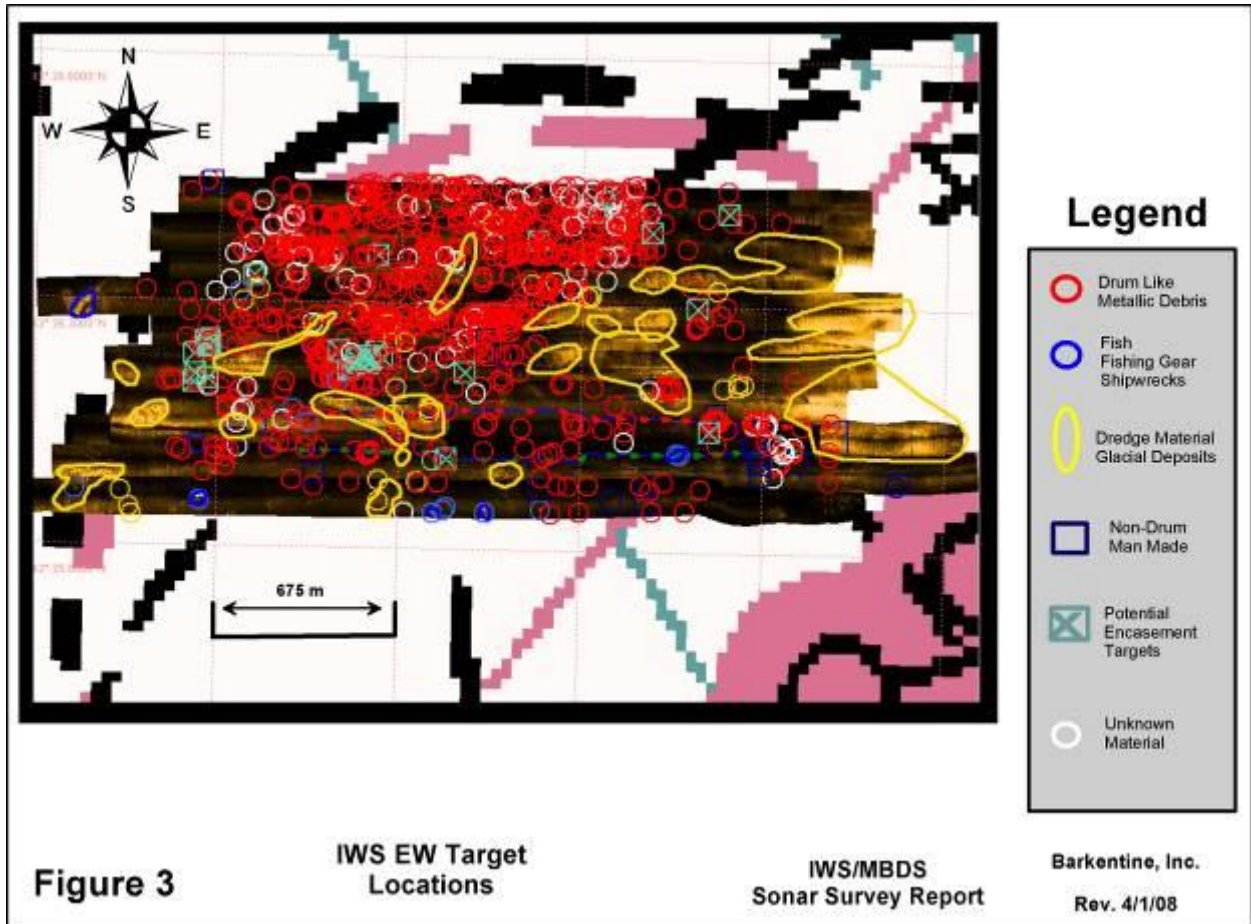 N
W
E
S
675 m
Legend
Drum Like
Metallic Debris
Fish
Fishing Gear
Shipwrecks
Dredge Material
Glacial Deposits
Non-Drum
Man Made
Potential
Encasement
Targets
Unknown
Material
Figure 3
IWS EW Target
Locations
IWS/MBDS
Sonar Survey Report
Barkentine, Inc.
Rev. 4/1/08